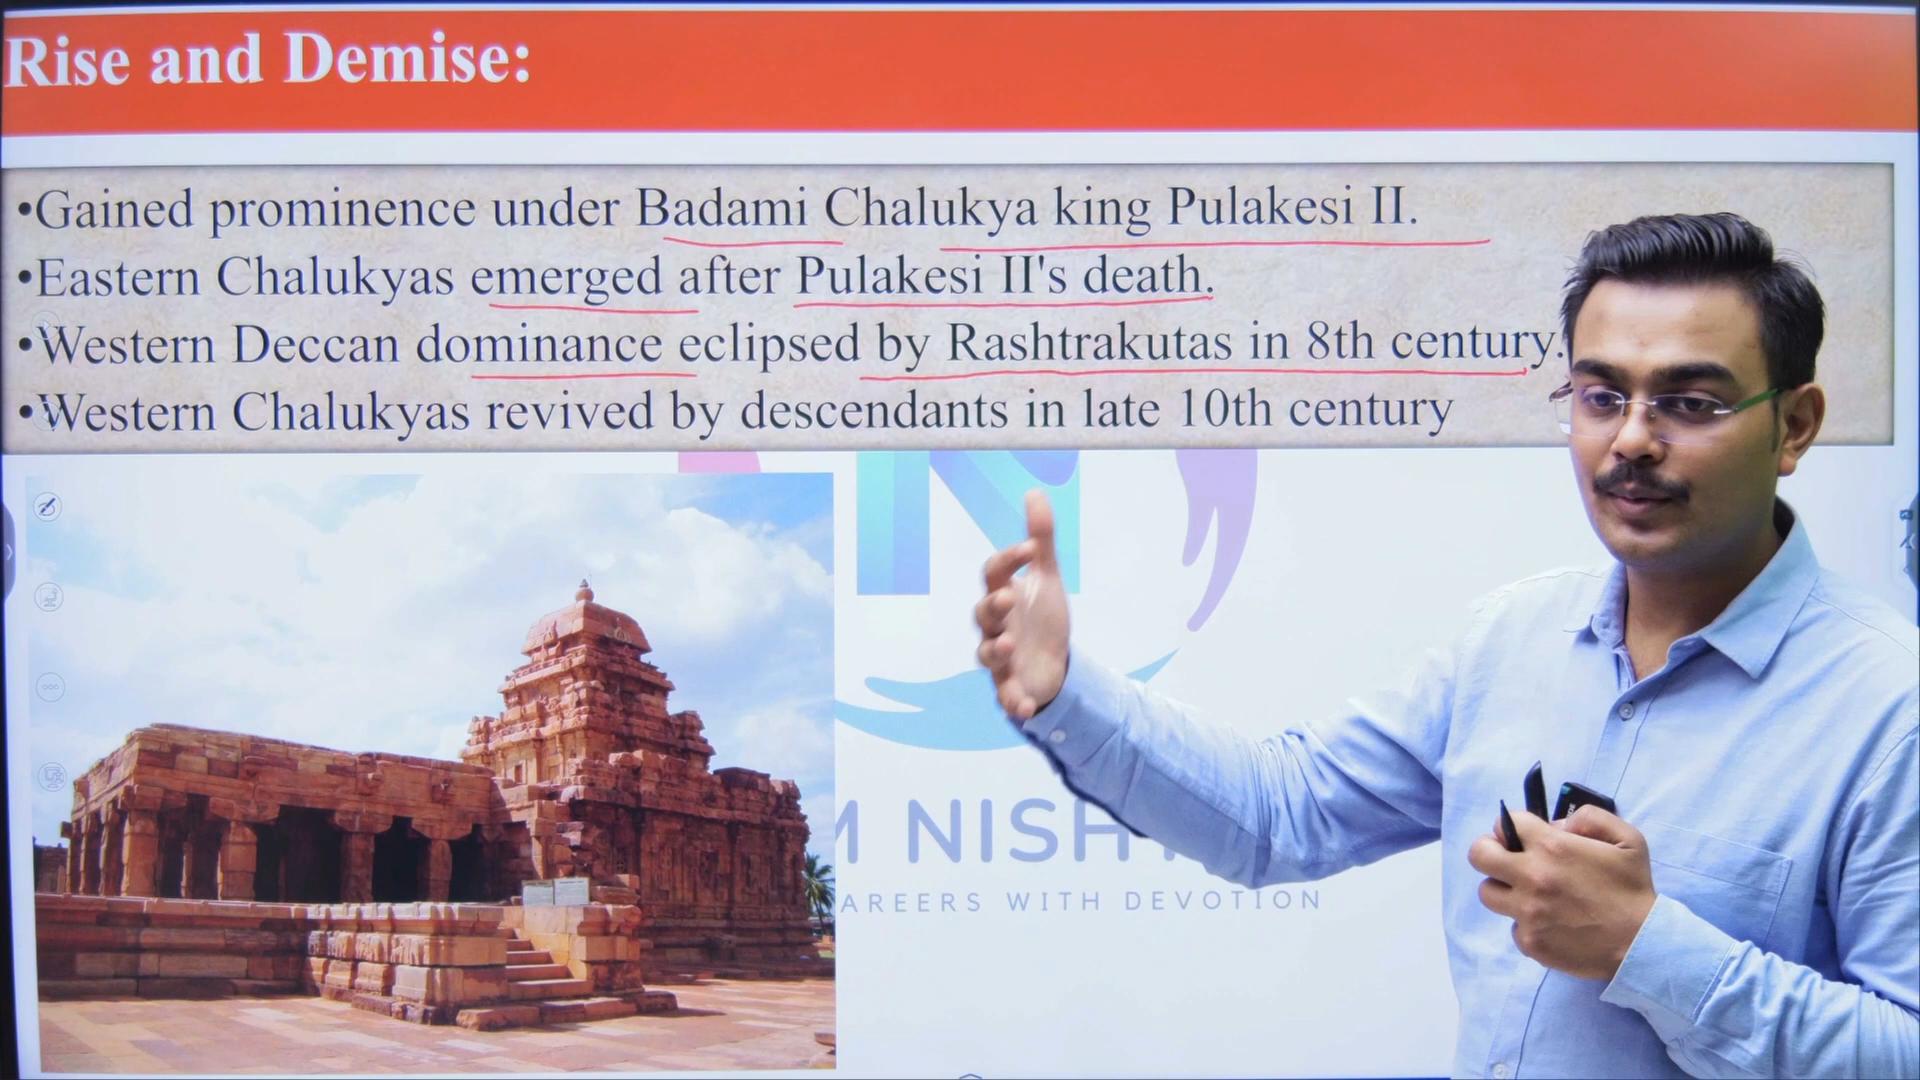 Rise and Demise:
•Gained prominence under Badami Chalukya king Pulakesi II.
•Eastern Chalukyas emerged after Pulakesi II's death.
•Western Deccan dominance eclipsed by Rashtrakutas in 8th century.
•Western Chalukyas revived by descendants in late 10th century
N
M NISH
AREERS WITH DEVOTION